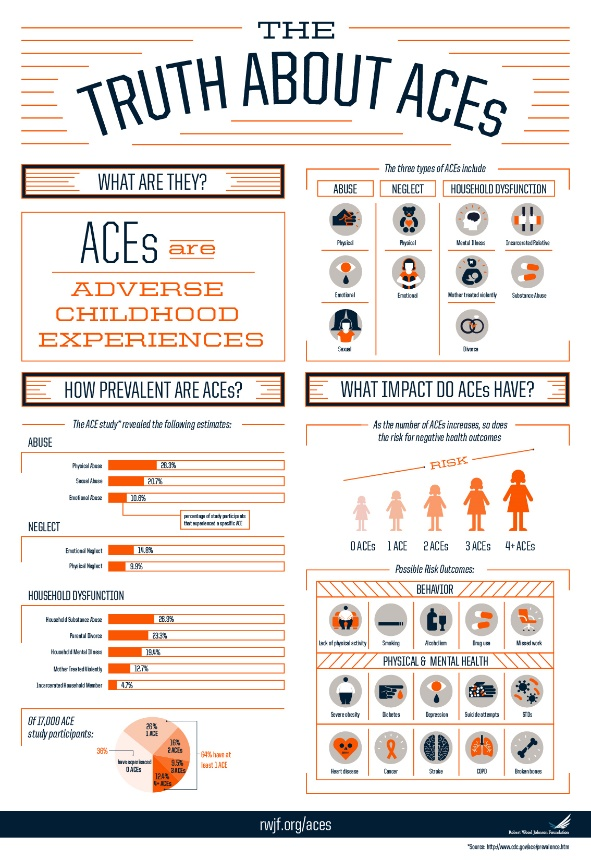 THE
TRUTH ABOUT ACEs
WHAT ARE THEY?
ACEs are
ADVERSE
CHILDHOOD
EXPERIENCES
The three types of ACEs include
ABUSE
NEGLECT
HOUSEHOLD DYSFUNCTION
Physical
Physical
Mental Illness
Incarcerated Relative
Emotional
Emotional
Mother treated violently
Substance Abuse
Sexual
Divorce
HOW PREVALENT ARE ACEs?
The ACE study* revealed the following estimates:
ABUSE
Physical Abuse 28.3%
Sexual Abuse 20.7%
Emotional Abuse 10.6%
percentage of study participants
that experienced a specific ACE
NEGLECT
Emotional Neglect 14.8%
Physical Neglect 9.9%
HOUSEHOLD DYSFUNCTION
Household Substance Abuse 26.9%
Parental Divorce 23.3%
Household Mental Illness 19.4%
Mother Treated Violently 12.7%
Incarcerated Household Member 4.7%
Of 17,000 ACE
study participants:
26%
1 ACE
16%
2 ACEs
36%
have experienced
0 ACEs
9.5%
3 ACEs
12.4%
4+ ACEs
64% have at
least 1 ACE
WHAT IMPACT DO ACEs HAVE?
As the number of ACEs increases, so does
the risk for negative health outcomes
RISK
0 ACEs
1 ACE
2 ACEs
3 ACEs
4+ ACEs
Possible Risk Outcomes:
BEHAVIOR
Lack of physical activity
Smoking
Alcoholism
Drug use
Missed work
PHYSICAL & MENTAL HEALTH
Severe obesity
Diabetes
Depression
Suicide attempts
STDs
Heart disease
Cancer
Stroke
COPD
Broken bones
rwjf.org/aces
Robert Wood Johnson Foundation
*Source: http://www.cdc.gov/ace/prevalence.htm